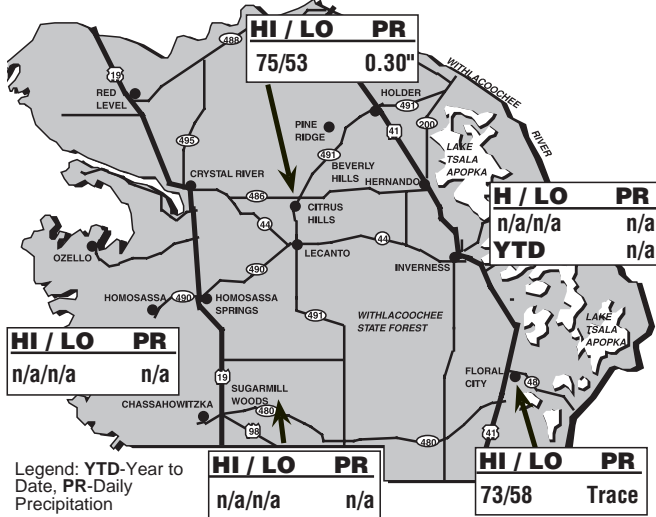 HI / LO PR
75/53 0.30"
488
19
RED
LEVEL
WITHLACOOCHEE
RIVER
HOLDER
491
PINE
RIDGE
41
200
495
LAKE
TSALA
APOPKA
491
BEVERLY
HILLS
CRYSTAL RIVER
HERNANDO
486
H / LO PR
n/a/n/a n/a
YTD n/a
CITRUS
HILLS
44
44
OZELLO
LECANTO
INVERNESS
490
HOMOSASSA
490
HOMOSASSA
SPRINGS
491
WITHLACOOCHEE
STATE FOREST
LAKE
TSALA
APOPKA
HI / LO PR
n/a/n/a n/a
19
SUGARMILL
WOODS
FLORAL
CITY
48
CHASSAHOWITZKA
480
98
480
41
Legend: YTD-Year to
Date, PR-Daily
Precipitation
HI / LO PR
n/a/n/a n/a
HI / LO PR
73/58 Trace